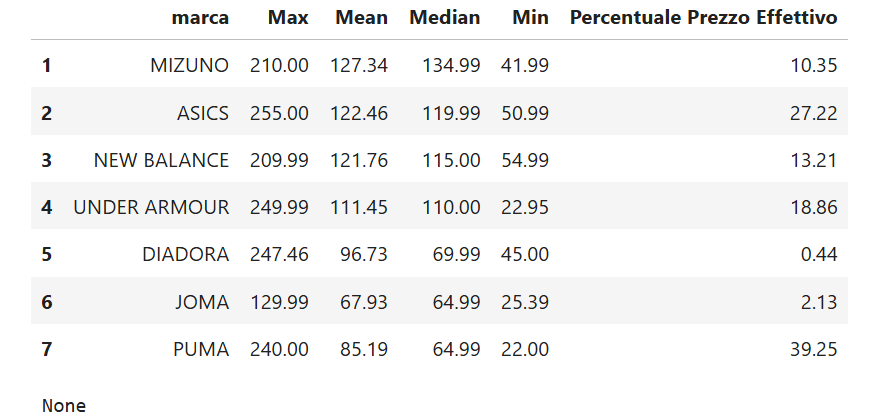 marca Max Mean Median Min Percentuale Prezzo Effettivo
1 MIZUNO 210.00 127.34 134.99 41.99 10.35
2 ASICS 255.00 122.46 119.99 50.99 27.22
3 NEW BALANCE 209.99 121.76 115.00 54.99 13.21
4 UNDER ARMOUR 249.99 111.45 110.00 22.95 18.86
5 DIADORA 247.46 96.73 69.99 45.00 0.44
6 JOMA 129.99 67.93 64.99 25.39 2.13
7 PUMA 240.00 85.19 64.99 22.00 39.25
None